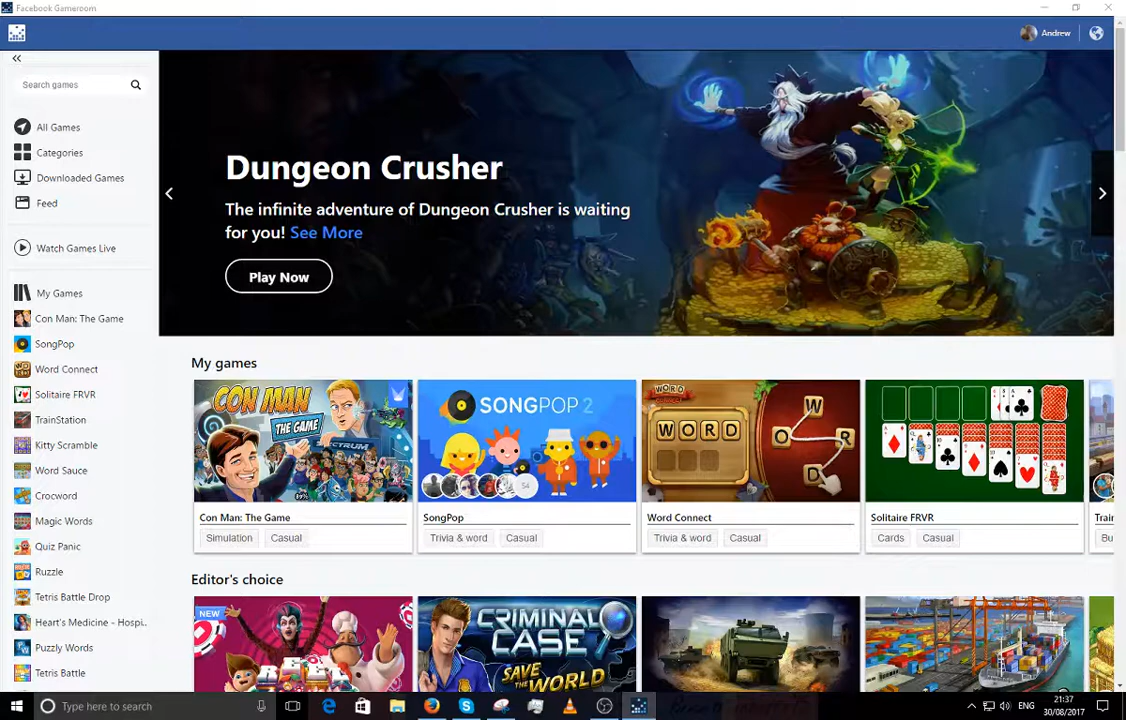 Facebook Gameroom
Andrew
Search games
All Games
Categories
Downloaded Games
Feed
Watch Games Live
My Games
Con Man: The Game
SongPop
Word Connect
Solitaire FRVR
TrainStation
Kitty Scramble
Word Sauce
Crocword
Magic Words
Quiz Panic
Ruzzle
Tetris Battle Drop
Heart's Medicine - Hospi..
Puzzly Words
Tetris Battle
Dungeon Crusher
The infinite adventure of Dungeon Crusher is waiting
for you! See More
Play Now
My games
CON MAN
THE GAME
SPECTRUM
Con Man: The Game
Simulation Casual
SONGPOP 2
54
SongPop
Trivia & word Casual
WORD
WORD
W
O R
D
Word Connect
Trivia & word Casual
Solitaire FRVR
Cards Casual
Trai
Bu
Editor's choice
NEW
CRIMINAL
CASE
SAVE THE WORLD
Type here to search
21:37
30/08/2017